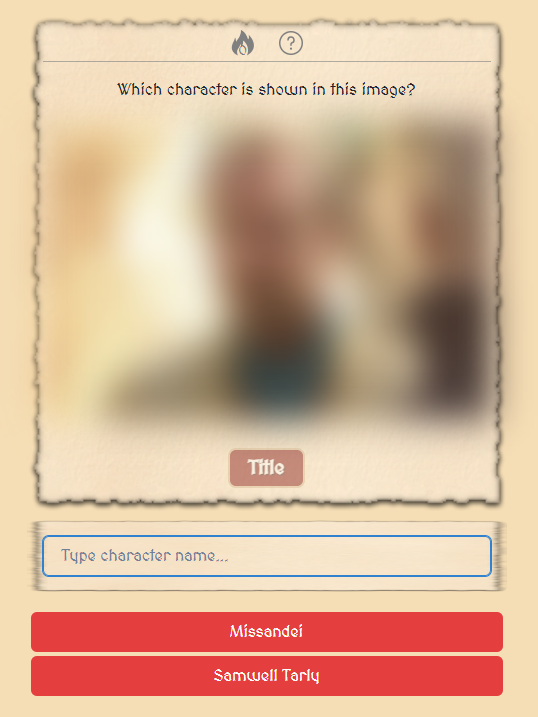 Which character is shown in this image?
Title
Type character name...
Missandei
Samwell Tarly